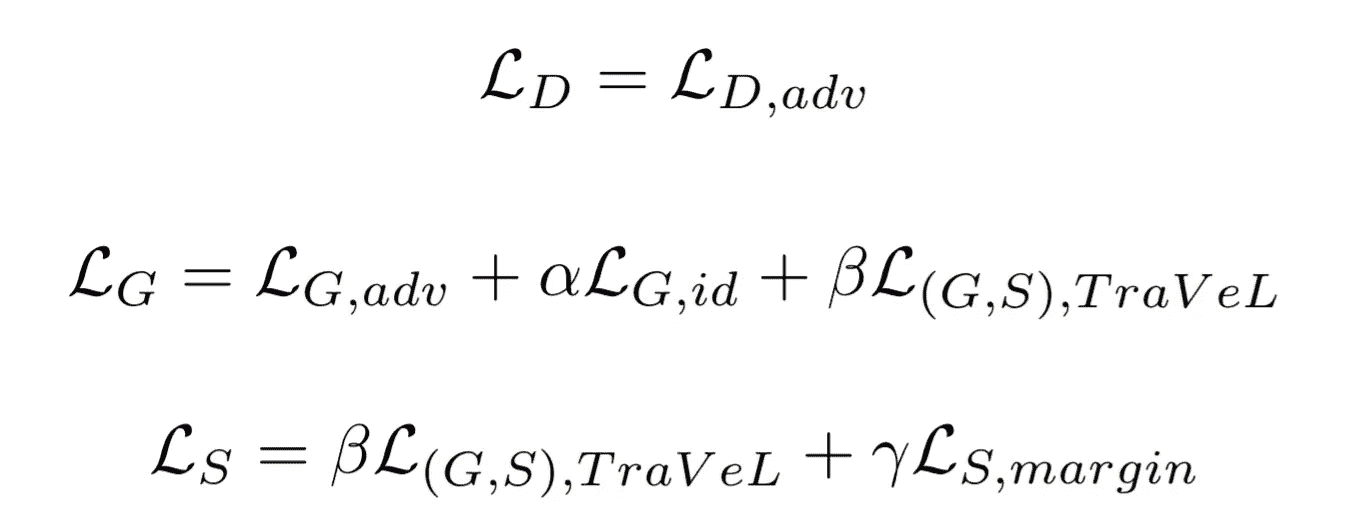 ℒ_D = ℒ_{D,adv}
ℒ_G = ℒ_{G,adv} + αℒ_{G,id} + βℒ_{(G,S),TraVeL}
ℒ_S = βℒ_{(G,S),TraVeL} + γℒ_{S,margin}